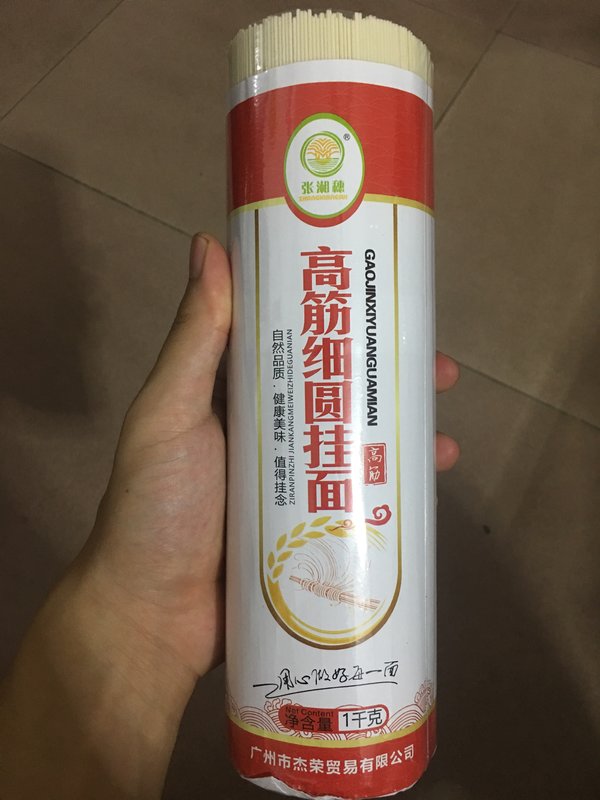 ®
张湘穗
ZHANGXIANGSUI
高筋细圆挂面
GAOJINXIYUANGUAMIAN
高筋
自然品质·健康美味·值得挂念
ZIRANPINZHI JIANKANGMEIWEIZHIDEGUANIAN
用心做好每一面
Net Content
净含量 1千克
广州市杰荣贸易有限公司